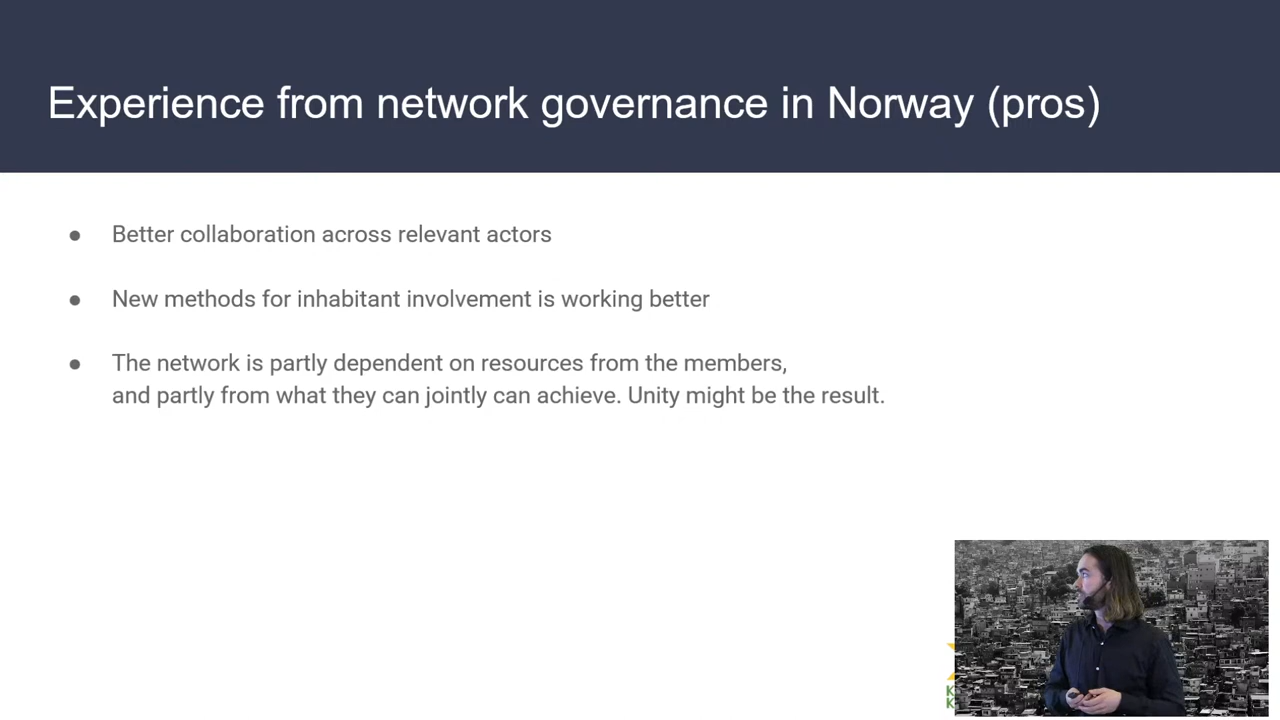 Experience from network governance in Norway (pros)
● Better collaboration across relevant actors
● New methods for inhabitant involvement is working better
● The network is partly dependent on resources from the members,
and partly from what they can jointly can achieve. Unity might be the result.